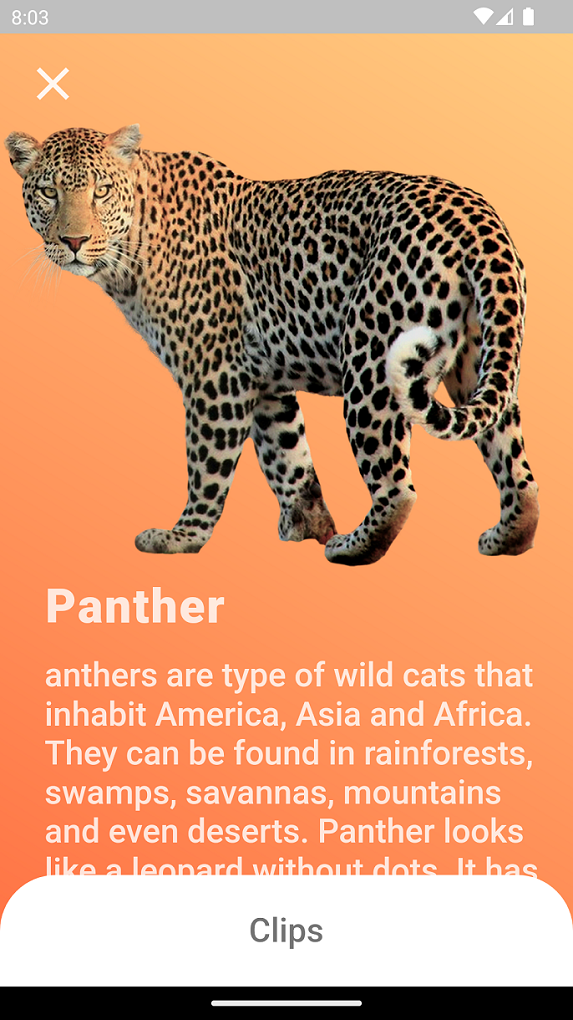 8:03
Panther
anthers are type of wild cats that
inhabit America, Asia and Africa.
They can be found in rainforests,
swamps, savannas, mountains
and even deserts. Panther looks
like a leopard without dots. It has
Clips